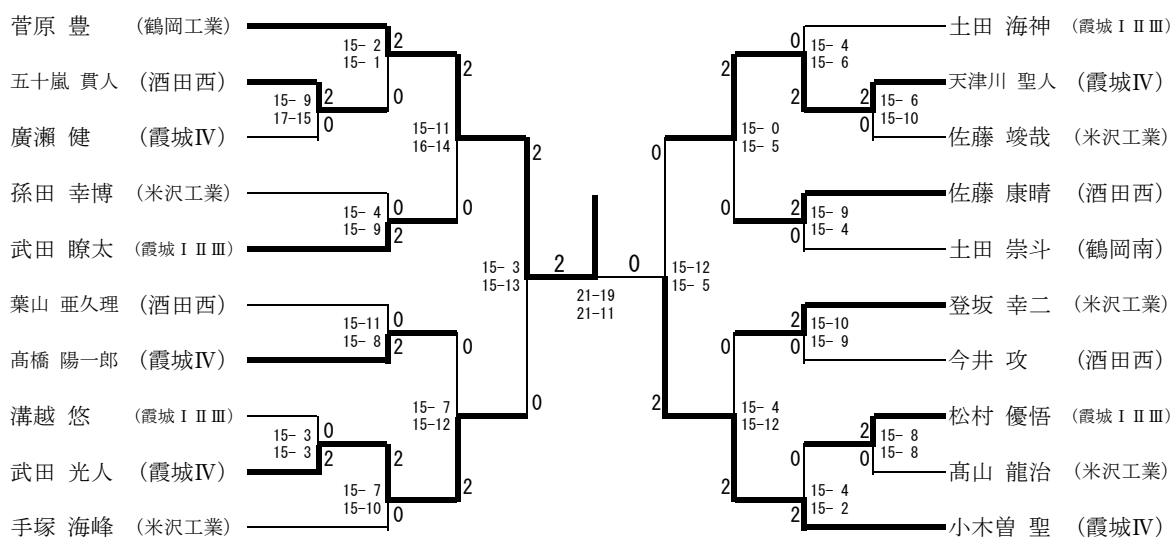 菅原 豊 (鶴岡工業)
五十嵐 貫人 (酒田西)
廣瀬 健 (霞城Ⅳ)
孫田 幸博 (米沢工業)
武田 瞭太 (霞城ⅠⅡⅢ)
葉山 亜久理 (酒田西)
髙橋 陽一郎 (霞城Ⅳ)
溝越 悠 (霞城ⅠⅡⅢ)
武田 光人 (霞城Ⅳ)
手塚 海峰 (米沢工業)
15- 2 2
15- 1
0
15- 9 2
17-15 0
2
15-11
16-14
0
15- 4 0
15- 9 2
2
15- 3
15-13
0
15-11 0
15- 8 2
0
15- 7
15-12
2
15- 3 0
15- 3 2
2
15- 7
15-10 0
2 0
21-19
21-11
0 15- 4
2 15- 6
2 15- 6
0 15-10
0 15- 0
15- 5
0
2 15- 9
0 15- 4
15-12
15- 5
2
2 15-10
0 15- 9
0
15- 4
15-12
2
2 15- 8
0 15- 8
0
15- 4
2 15- 2
土田 海神 (霞城ⅠⅡⅢ)
天津川 聖人 (霞城Ⅳ)
佐藤 竣哉 (米沢工業)
佐藤 康晴 (酒田西)
土田 崇斗 (鶴岡南)
登坂 幸二 (米沢工業)
今井 攻 (酒田西)
松村 優悟 (霞城ⅠⅡⅢ)
髙山 龍治 (米沢工業)
小木曽 聖 (霞城Ⅳ)